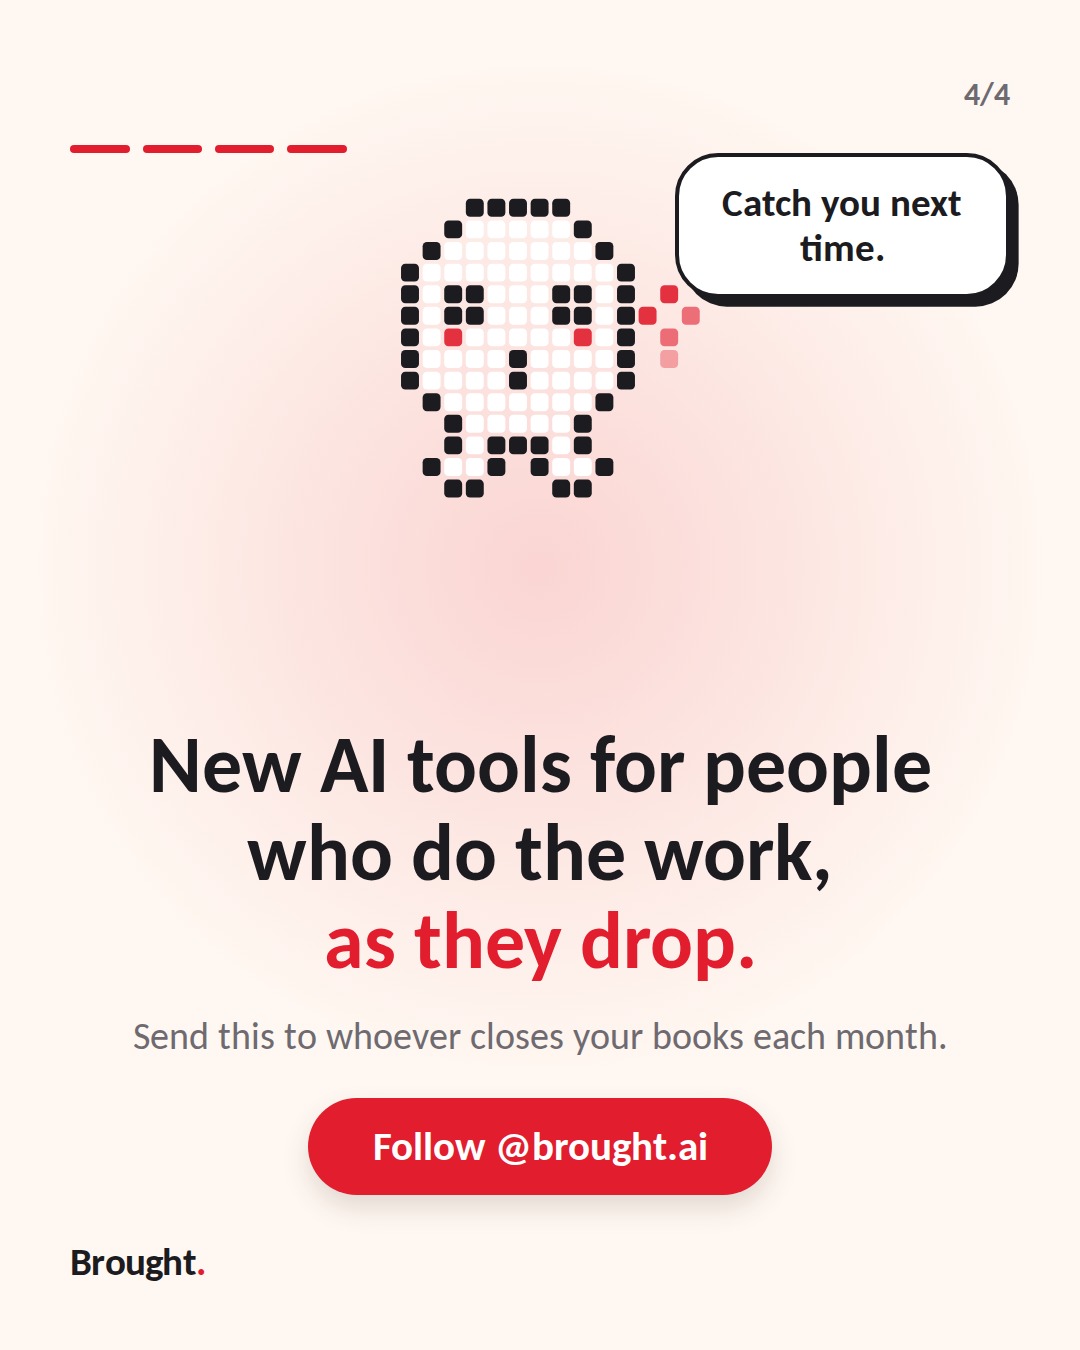 4/4
Catch you next
time.
New AI tools for people
who do the work,
as they drop.
Send this to whoever closes your books each month.
Follow @brought.ai
Brought.